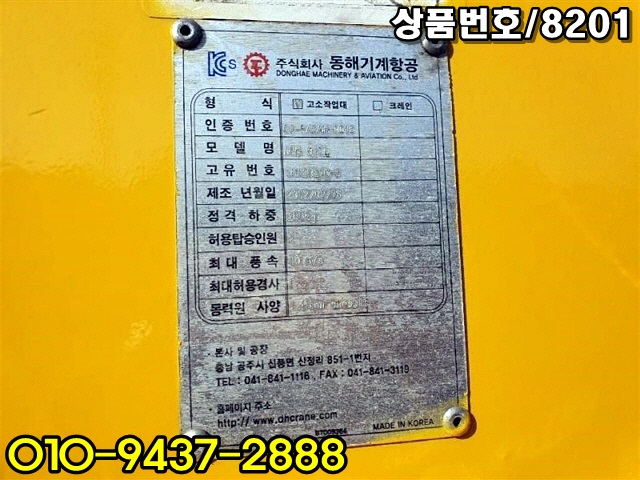 상품번호/8201
KCs 주식회사 동해기계항공
DONGHAE MACHINERY & AVIATION Co., Ltd
형 식 고소작업대 크레인
인증 번호
모 델 명
고유 번호
제조 년월일
정격 하중
허용탑승인원
최대 풍속
최대허용경사
동력원 사양
· 본사 및 공장
충남 공주시 신풍면 신정리 851-1번지
TEL : 041-841-1116, FAX : 041-841-3119
· 홈페이지 주소
http://www.dhcrane.com
MADE IN KOREA
010-9437-2888